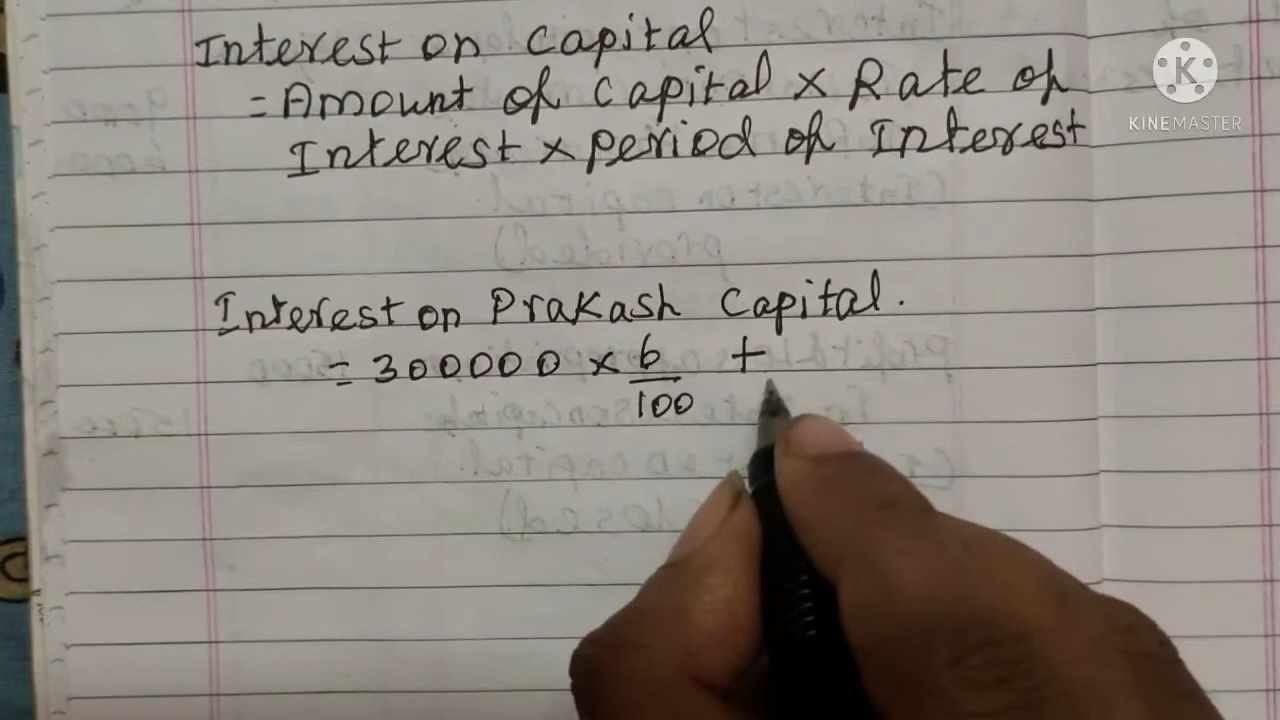 Interest on capital
= Amount of capital × Rate of
Interest × period of Interest
Interest on Prakash capital.
= 300000 × 6/100 +
K
KINEMASTER